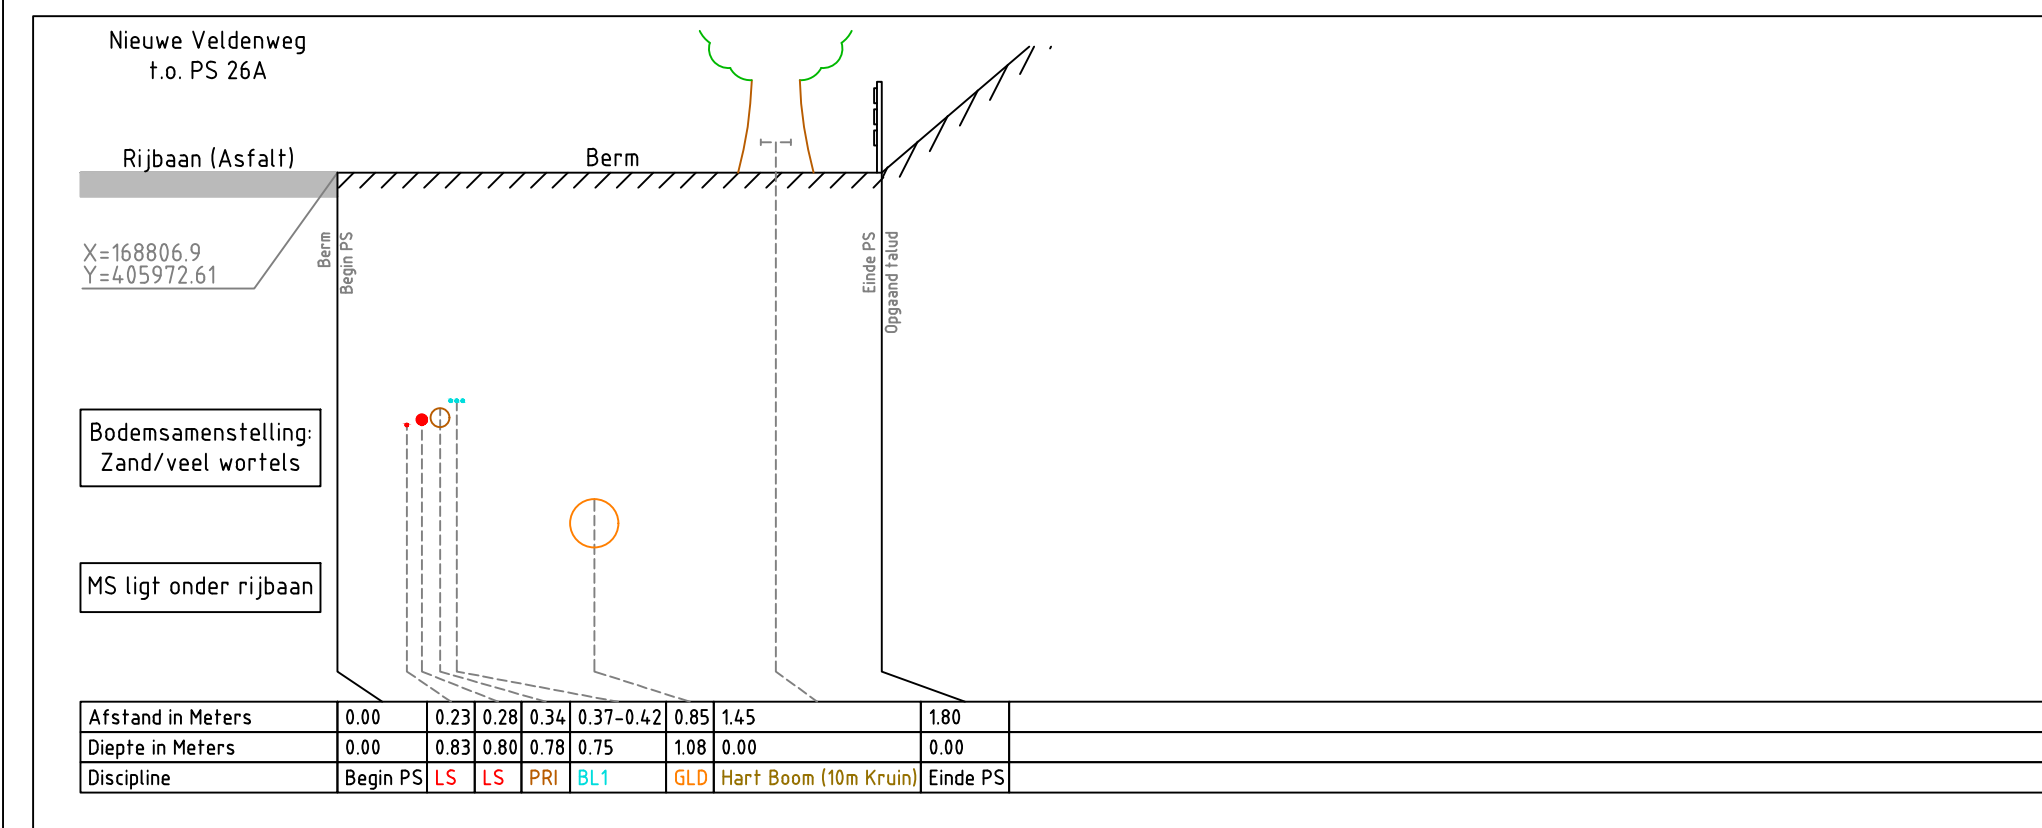 Nieuwe Veldenweg
t.o. PS 26A
Rijbaan (Asfalt)
Berm
X=168806.9
Y=405972.61
Berm
Begin PS
Einde PS
Opgaand talud
Bodemsamenstelling:
Zand/veel wortels
MS ligt onder rijbaan
Afstand in Meters 0.00 0.23 0.28 0.34 0.37-0.42 0.85 1.45 1.80
Diepte in Meters 0.00 0.83 0.80 0.78 0.75 1.08 0.00 0.00
Discipline Begin PS LS LS PRI BL1 GLD Hart Boom (10m Kruin) Einde PS